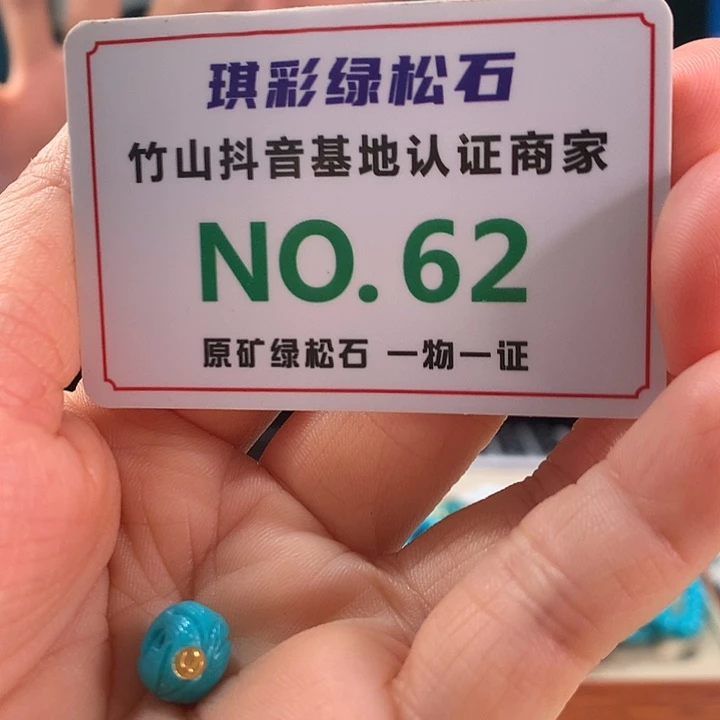 琪彩绿松石
竹山抖音基地认证商家
NO.62
原矿绿松石 一物一证